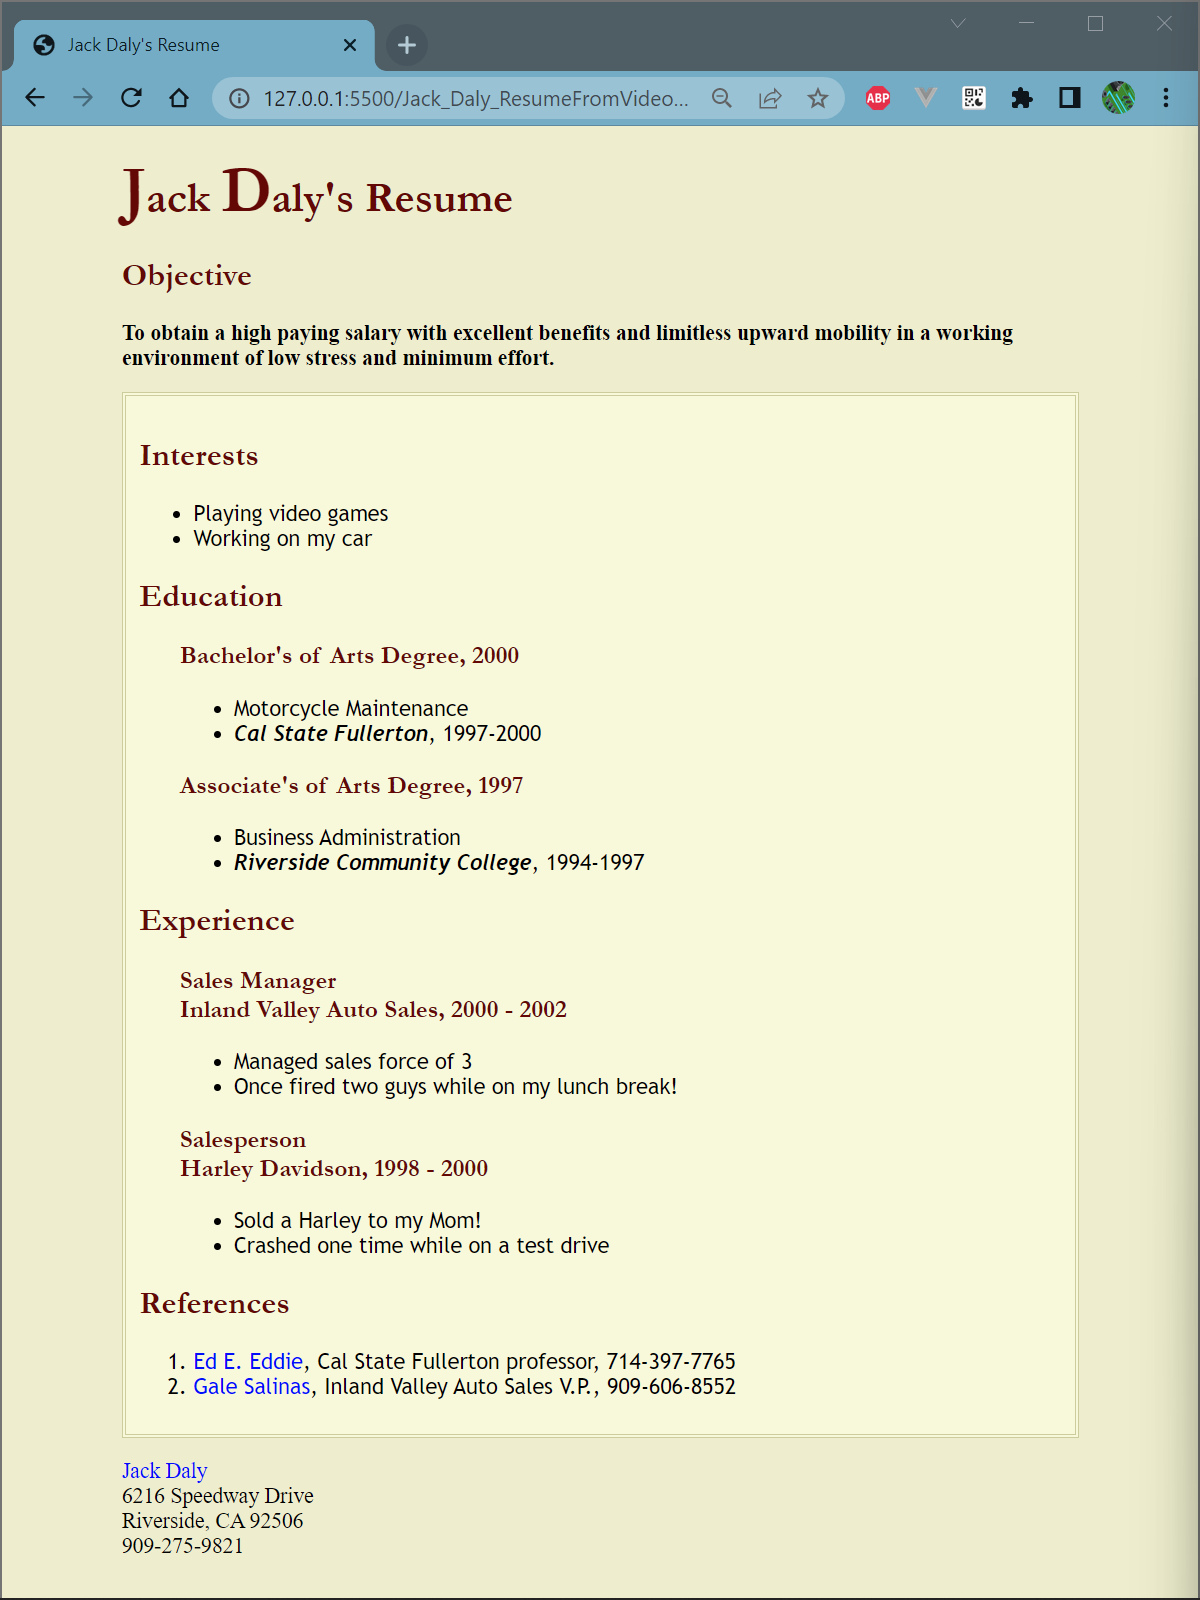 Jack Daly's Resume
127.0.0.1:5500/Jack_Daly_ResumeFromVideo...
ABP
Jack Daly's Resume
Objective
To obtain a high paying salary with excellent benefits and limitless upward mobility in a working
environment of low stress and minimum effort.
Interests
• Playing video games
• Working on my car
Education
Bachelor's of Arts Degree, 2000
• Motorcycle Maintenance
• Cal State Fullerton, 1997-2000
Associate's of Arts Degree, 1997
• Business Administration
• Riverside Community College, 1994-1997
Experience
Sales Manager
Inland Valley Auto Sales, 2000 - 2002
• Managed sales force of 3
• Once fired two guys while on my lunch break!
Salesperson
Harley Davidson, 1998 - 2000
• Sold a Harley to my Mom!
• Crashed one time while on a test drive
References
1. Ed E. Eddie, Cal State Fullerton professor, 714-397-7765
2. Gale Salinas, Inland Valley Auto Sales V.P., 909-606-8552
Jack Daly
6216 Speedway Drive
Riverside, CA 92506
909-275-9821